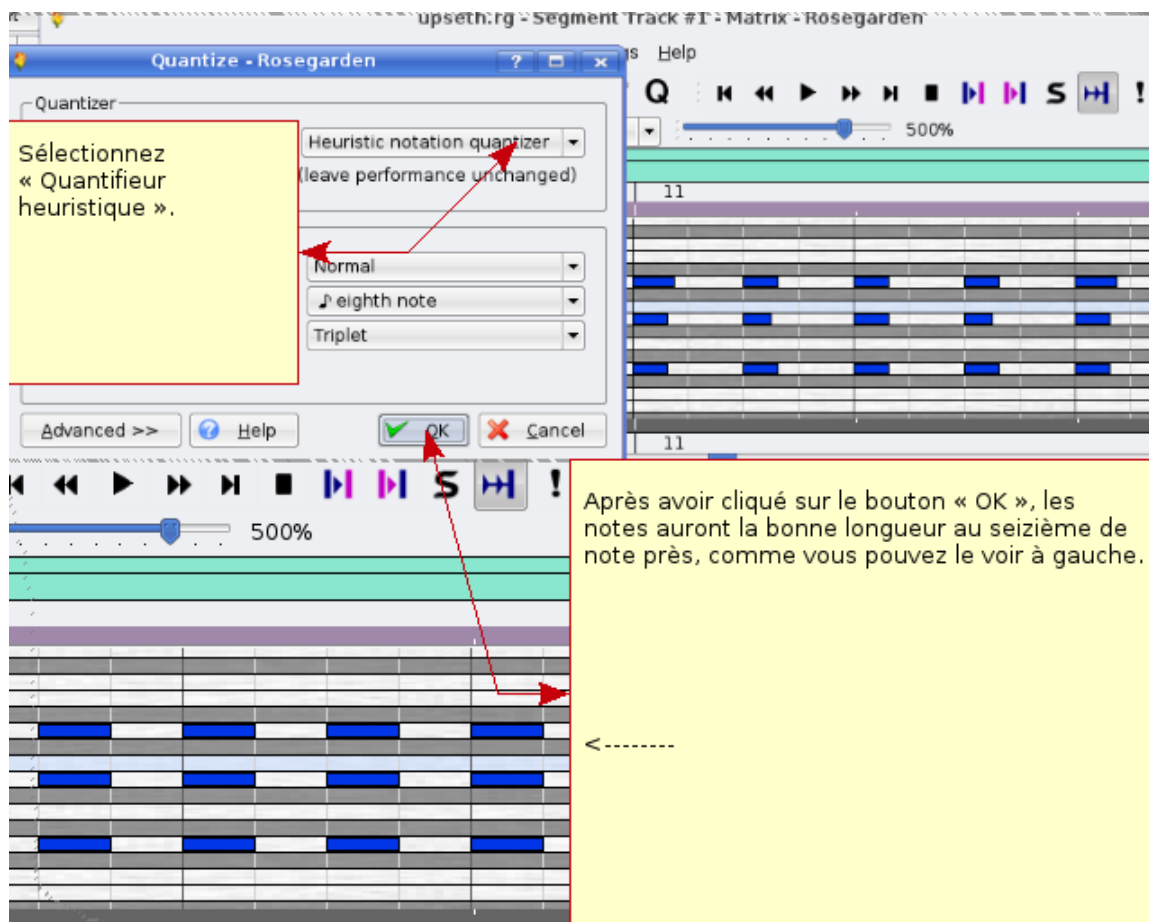 upseth.rg - Segment Track #1 - Matrix - Rosegarden
Help
Quantize - Rosegarden
Quantizer
Sélectionnez
« Quantifieur
heuristique ».
Heuristic notation quantizer
(leave performance unchanged)
Normal
eighth note
Triplet
Advanced >>
Help
OK
Cancel
Q
S
!
500%
11
11
S
!
500%
Après avoir cliqué sur le bouton « OK », les
notes auront la bonne longueur au seizième de
note près, comme vous pouvez le voir à gauche.
<--------